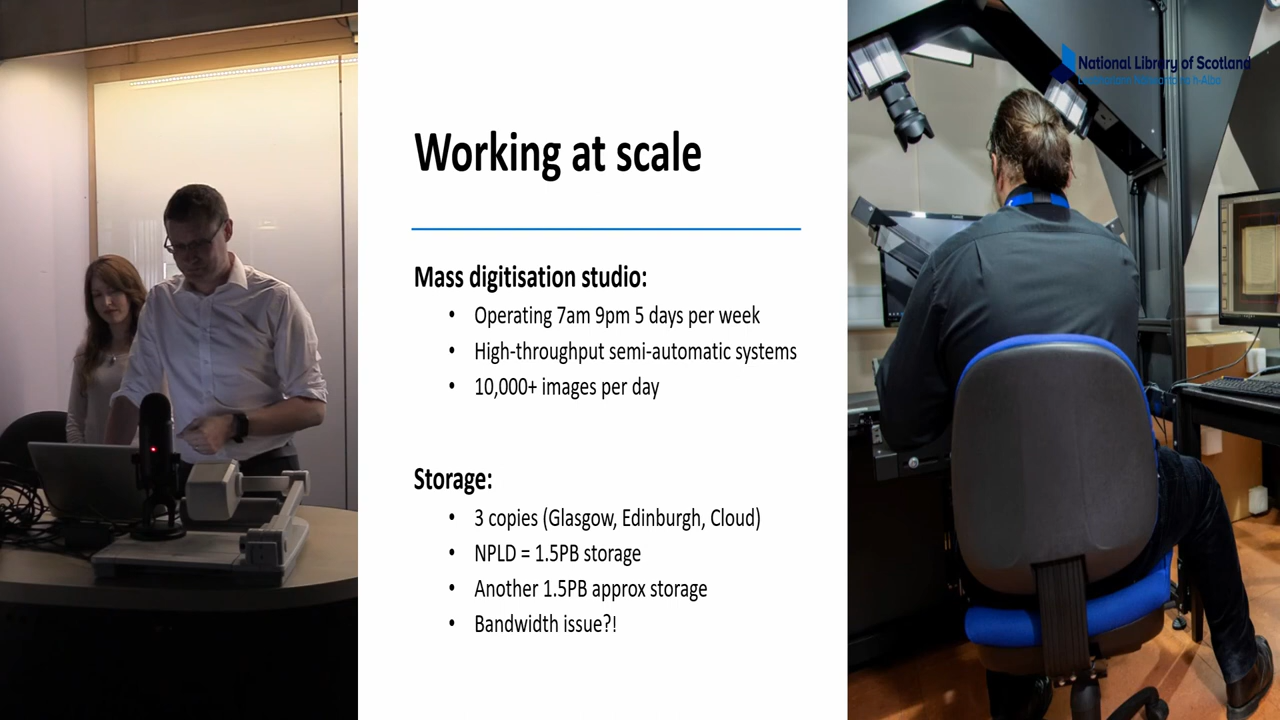 Working at scale
Mass digitisation studio:
• Operating 7am 9pm 5 days per week
• High-throughput semi-automatic systems
• 10,000+ images per day
Storage:
• 3 copies (Glasgow, Edinburgh, Cloud)
• NPLD = 1.5PB storage
• Another 1.5PB approx storage
• Bandwidth issue?!
National Library of Scotland